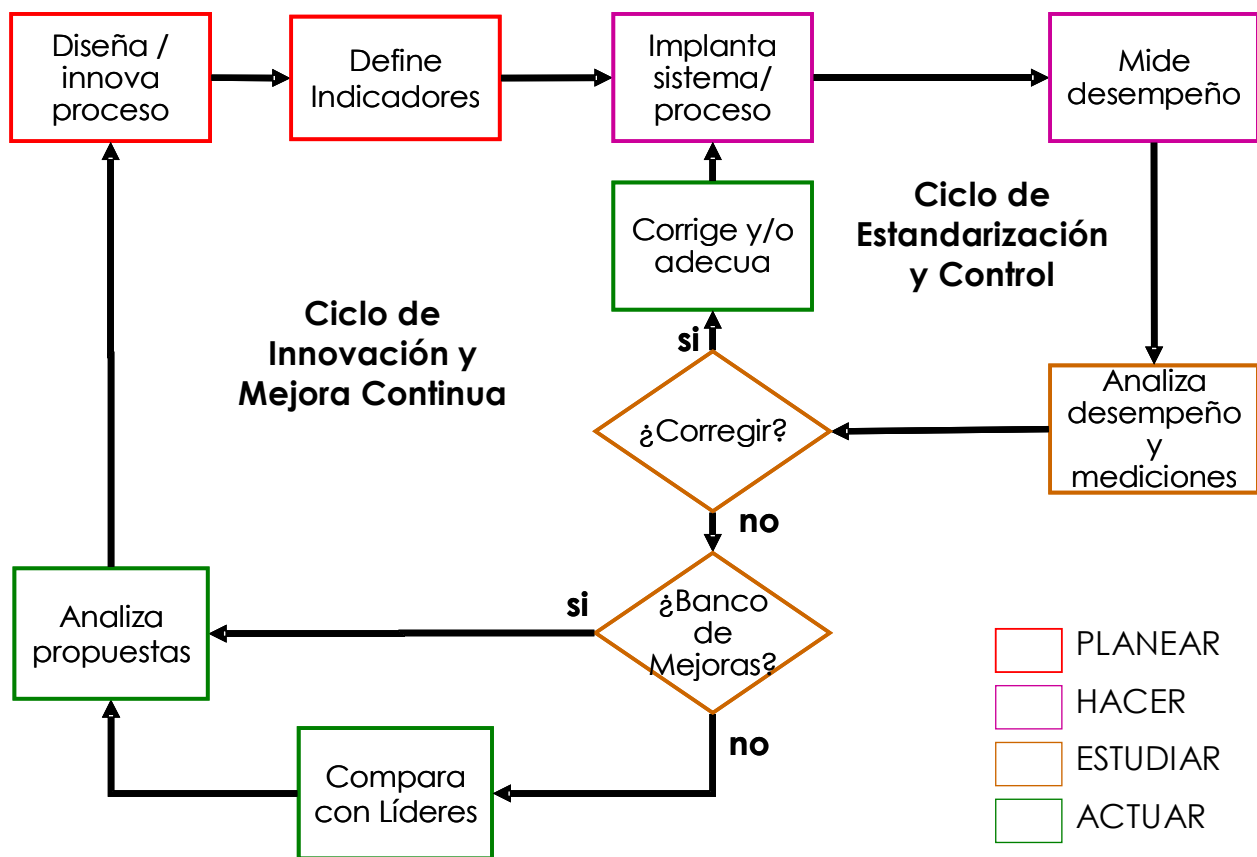 Diseña /
innova
proceso
Define
Indicadores
Implanta
sistema/
proceso
Mide
desempeño
Corrige y/o
adecua
Ciclo de
Estandarización
y Control
Ciclo de
Innovación y
Mejora Continua
si
¿Corregir?
Analiza
desempeño
y
mediciones
no
si
¿Banco
de
Mejoras?
Analiza
propuestas
no
Compara
con Líderes
PLANEAR
HACER
ESTUDIAR
ACTUAR